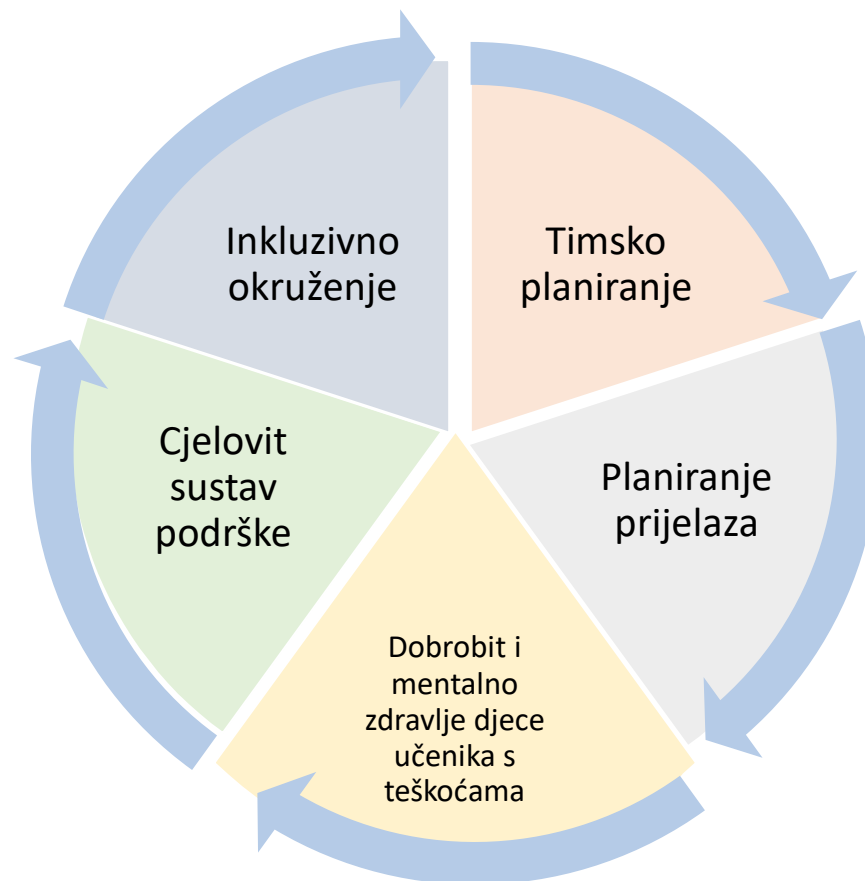 Inkluzivno
okruženje
Timsko
planiranje
Cjelovit
sustav
podrške
Planiranje
prijelaza
Dobrobit i
mentalno
zdravlje djece
učenika s
teškoćama